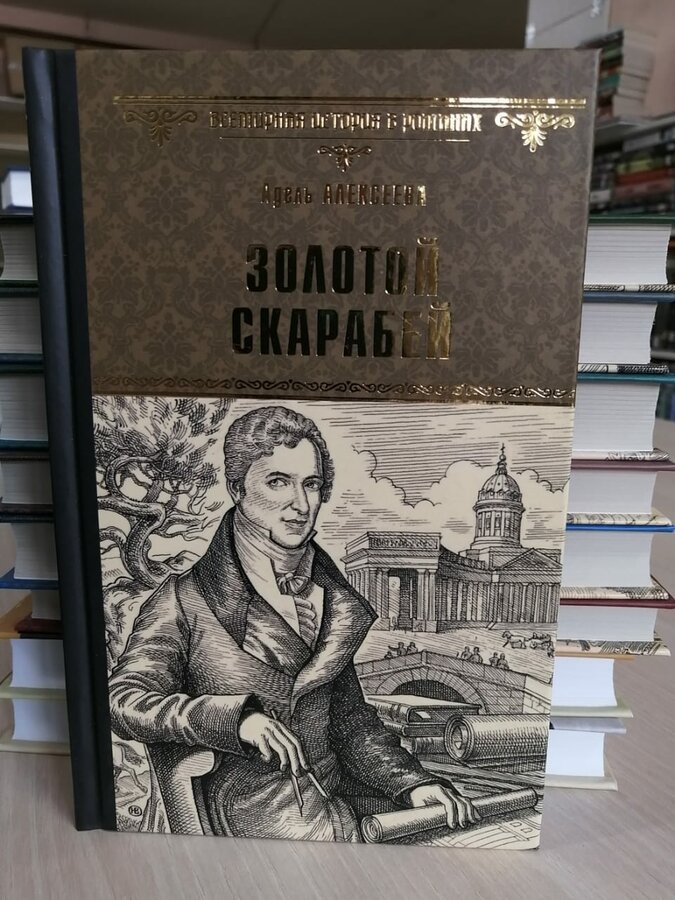 ВСЕМИРНАЯ ИСТОРИЯ В РОМАНАХ
Адель АЛЕКСЕЕВА
ЗОЛОТОЙ
СКАРАБЕЙ